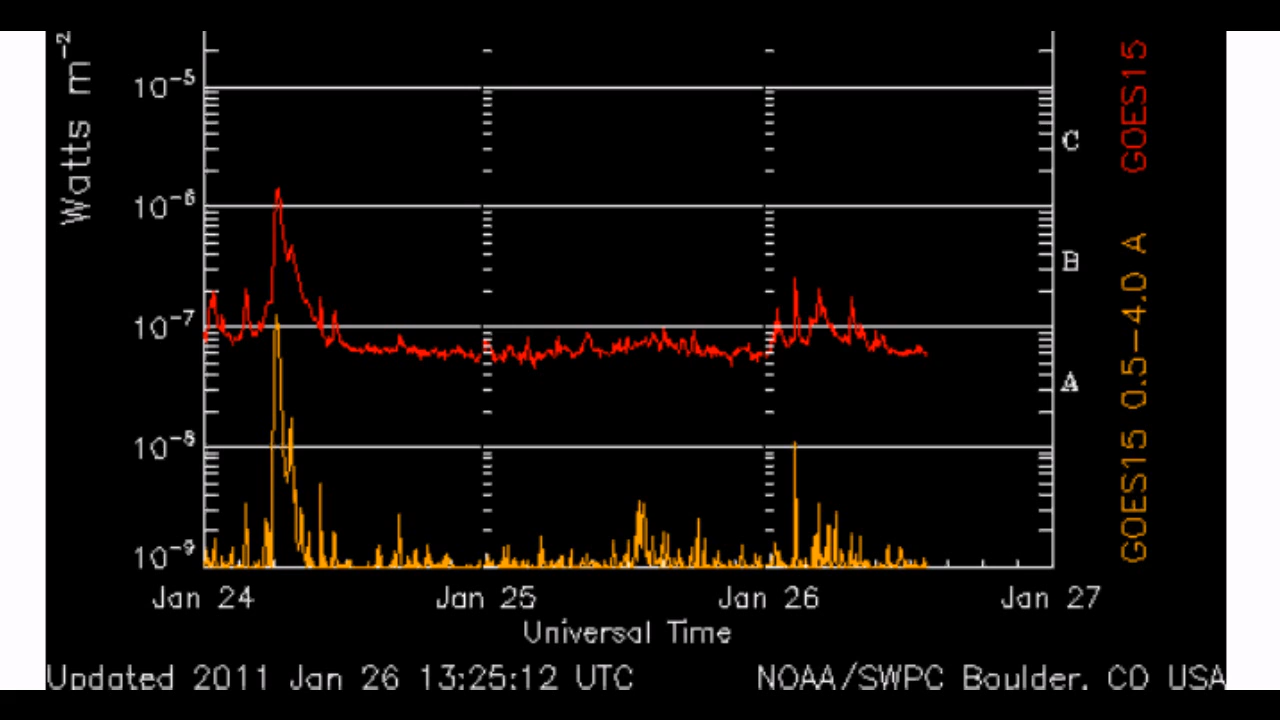 Watts m⁻²
10⁻⁵
10⁻⁶
10⁻⁷
10⁻⁸
10⁻⁹
C
B
A
GOES15
GOES15 0.5–4.0 A
Jan 24 Jan 25 Jan 26 Jan 27
Universal Time
Updated 2011 Jan 26 13:25:12 UTC NOAA/SWPC Boulder, CO USA